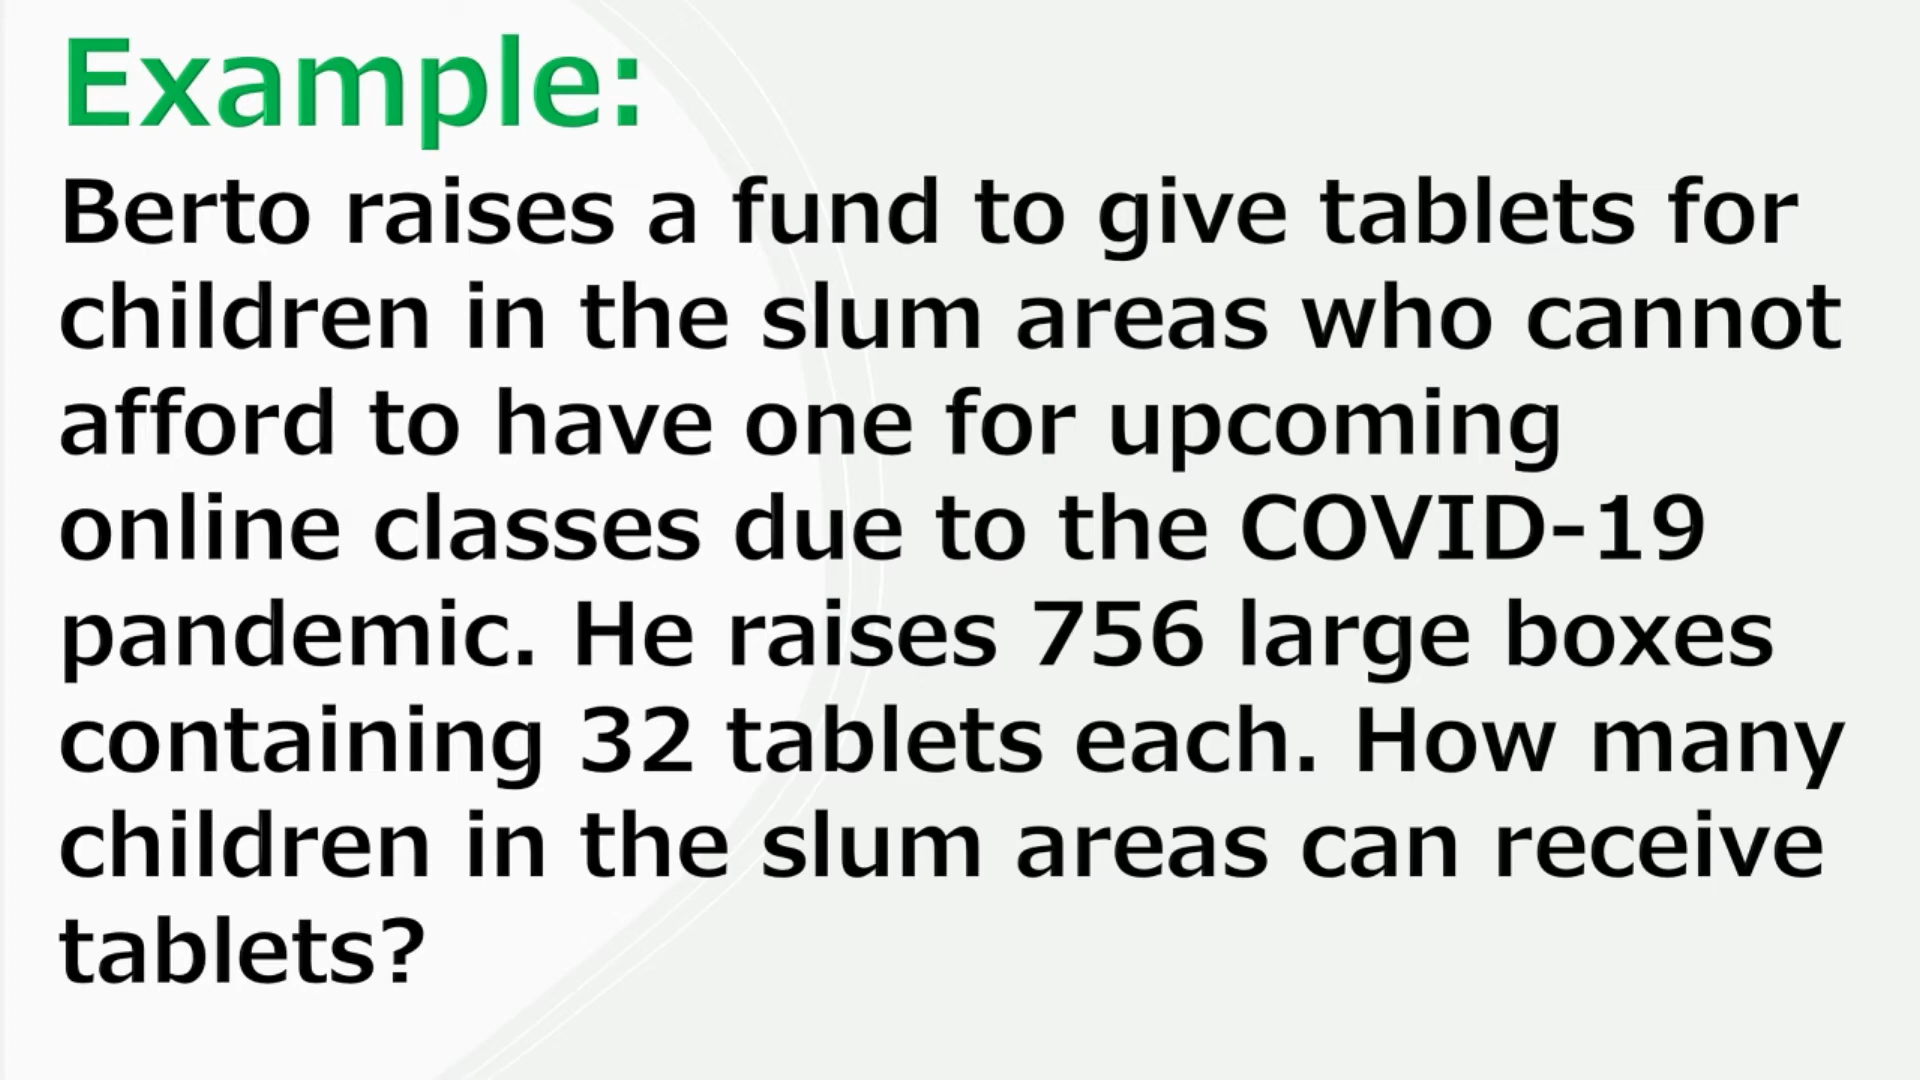 Example:
Berto raises a fund to give tablets for
children in the slum areas who cannot
afford to have one for upcoming
online classes due to the COVID-19
pandemic. He raises 756 large boxes
containing 32 tablets each. How many
children in the slum areas can receive
tablets?